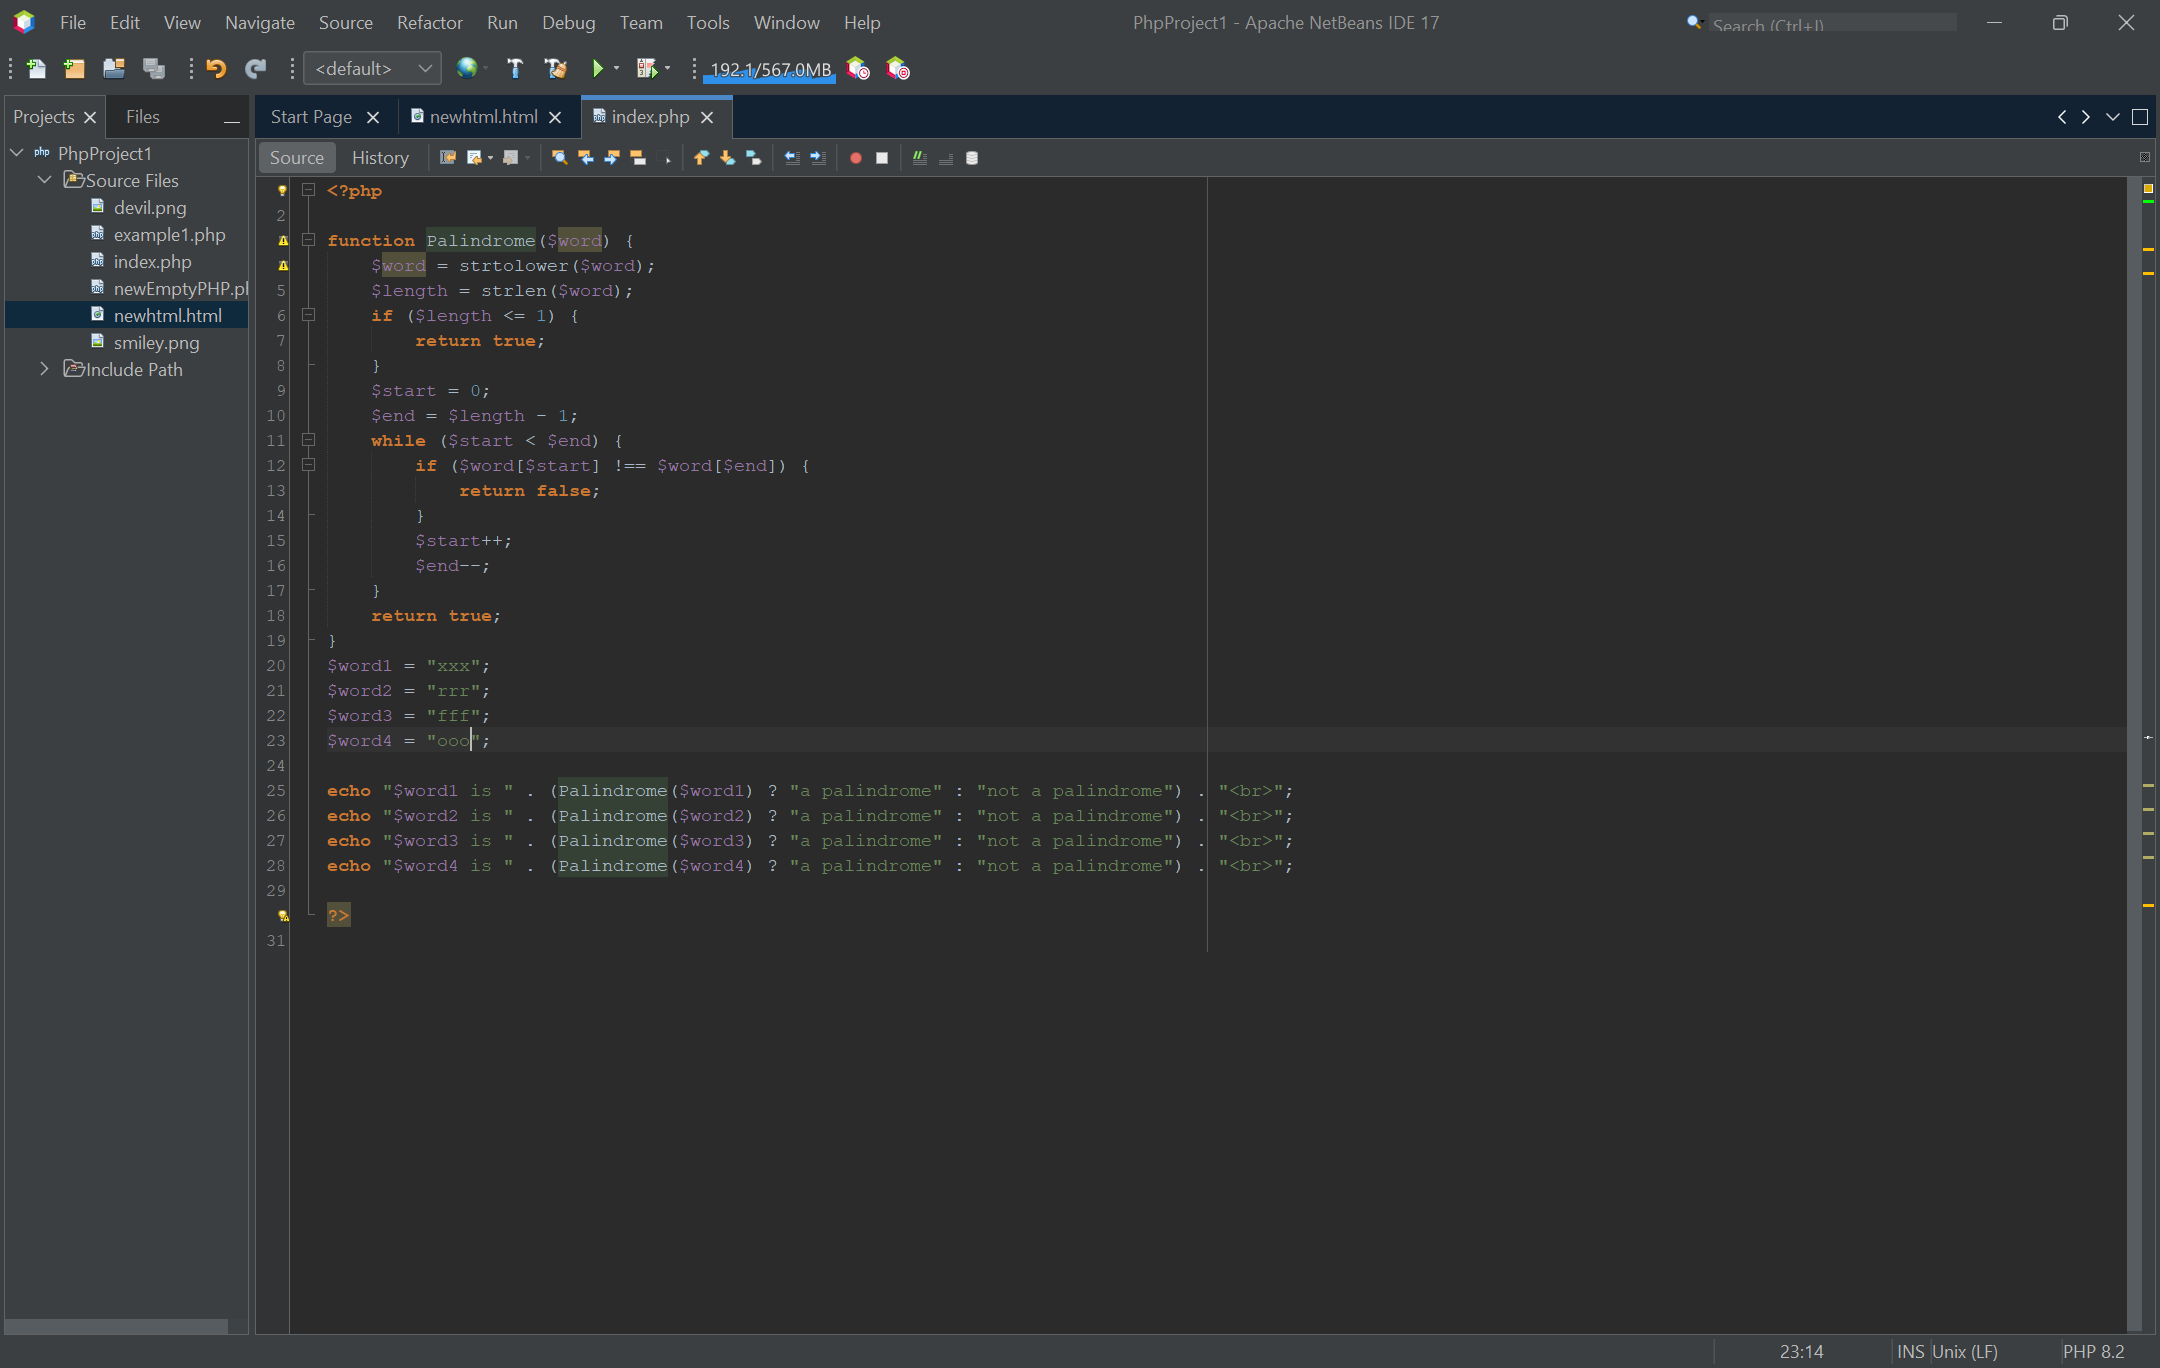 File Edit View Navigate Source Refactor Run Debug Team Tools Window Help
PhpProject1 - Apache NetBeans IDE 17
Search (Ctrl+I)
<default>
192.1/567.0MB
Projects
Files
Start Page
newhtml.html
index.php
php PhpProject1
Source Files
devil.png
example1.php
index.php
newEmptyPHP.pl
newhtml.html
smiley.png
Include Path
Source History
<?php
2
function Palindrome($word) {
$word = strtolower($word);
5 $length = strlen($word);
6 if ($length <= 1) {
7 return true;
8 }
9 $start = 0;
10 $end = $length - 1;
11 while ($start < $end) {
12 if ($word[$start] !== $word[$end]) {
13 return false;
14 }
15 $start++;
16 $end--;
17 }
18 return true;
19 }
20 $word1 = "xxx";
21 $word2 = "rrr";
22 $word3 = "fff";
23 $word4 = "ooo";
24
25 echo "$word1 is " . (Palindrome($word1) ? "a palindrome" : "not a palindrome") . "<br>";
26 echo "$word2 is " . (Palindrome($word2) ? "a palindrome" : "not a palindrome") . "<br>";
27 echo "$word3 is " . (Palindrome($word3) ? "a palindrome" : "not a palindrome") . "<br>";
28 echo "$word4 is " . (Palindrome($word4) ? "a palindrome" : "not a palindrome") . "<br>";
29
?>
31
23:14 INS Unix (LF) PHP 8.2